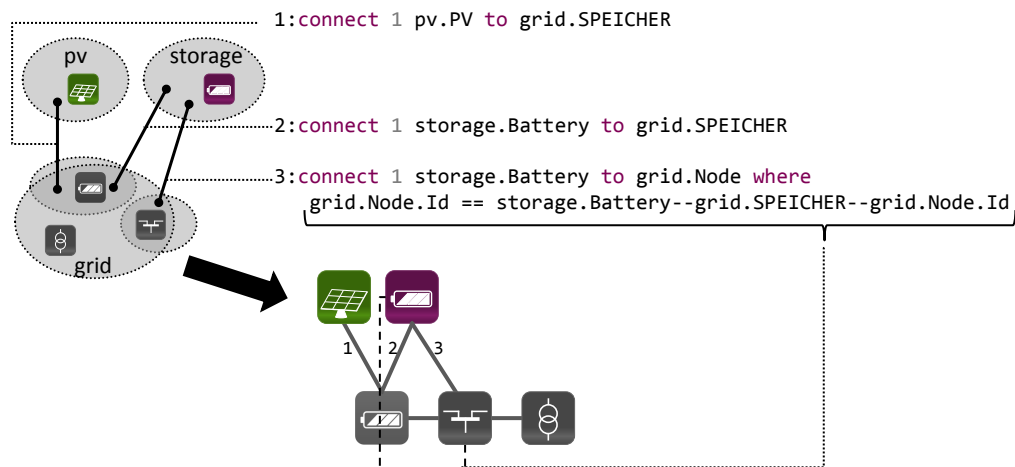 1:connect 1 pv.PV to grid.SPEICHER
pv
storage
2:connect 1 storage.Battery to grid.SPEICHER
3:connect 1 storage.Battery to grid.Node where
grid.Node.Id == storage.Battery--grid.SPEICHER--grid.Node.Id
grid
1
2
3